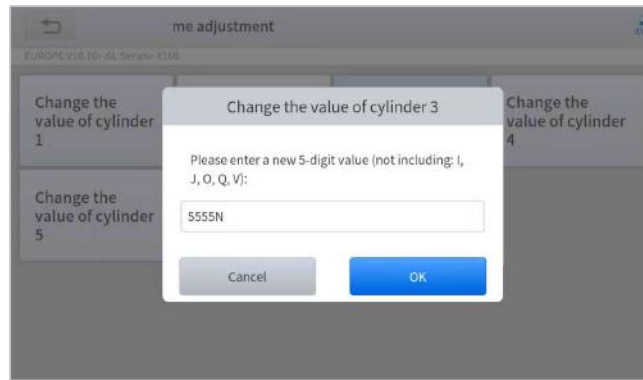 me adjustment
EUROPE V10.10> GL Series> X166
Change the
value of cylinder
1
Change the
value of cylinder
4
Change the
value of cylinder
5
Change the value of cylinder 3
Please enter a new 5-digit value (not including: I,
J, O, Q, V):
5555N
Cancel
OK